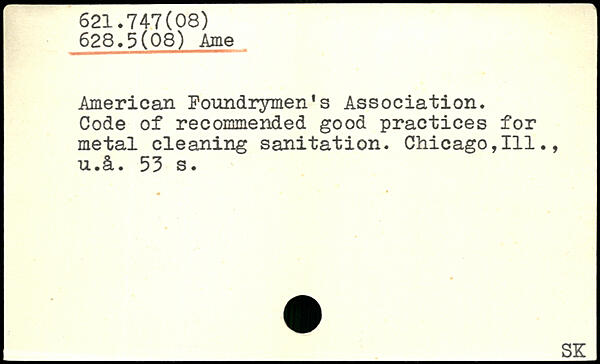 621.747(08)
628.5(08) Ame
American Foundrymen's Association.
Code of recommended good practices for
metal cleaning sanitation. Chicago,Ill.,
u.å. 53 s.
SK